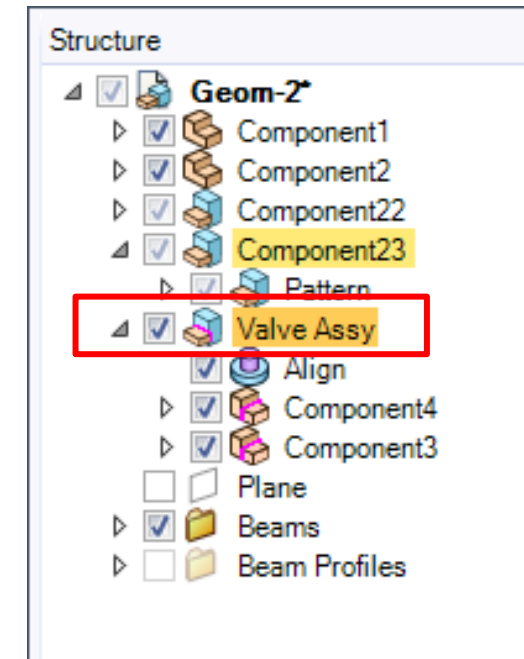 Structure
Geom-2*
Component1
Component2
Component22
Component23
Pattern
Valve Assy
Align
Component4
Component3
Plane
Beams
Beam Profiles